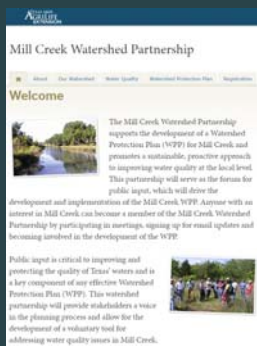 TEXAS A&M
AGRILIFE
EXTENSION
Mill Creek Watershed Partnership
About Our Watershed Water Quality Watershed Protection Plan Registration
Welcome
The Mill Creek Watershed Partnership
supports the development of a Watershed
Protection Plan (WPP) for Mill Creek and
promotes a sustainable, proactive approach
to improving water quality at the local level.
This partnership will serve as the forum for
public input, which will drive the
development and implementation of the Mill Creek WPP. Anyone with an
interest in Mill Creek can become a member of the Mill Creek Watershed
Partnership by participating in meetings, signing up for email updates and
becoming involved in the development of the WPP.
Public input is critical to improving and
protecting the quality of Texas' waters and is
a key component of any effective Watershed
Protection Plan (WPP). This watershed
partnership will provide stakeholders a voice
in the planning process and allow for the
development of a voluntary tool for
addressing water quality issues in Mill Creek.